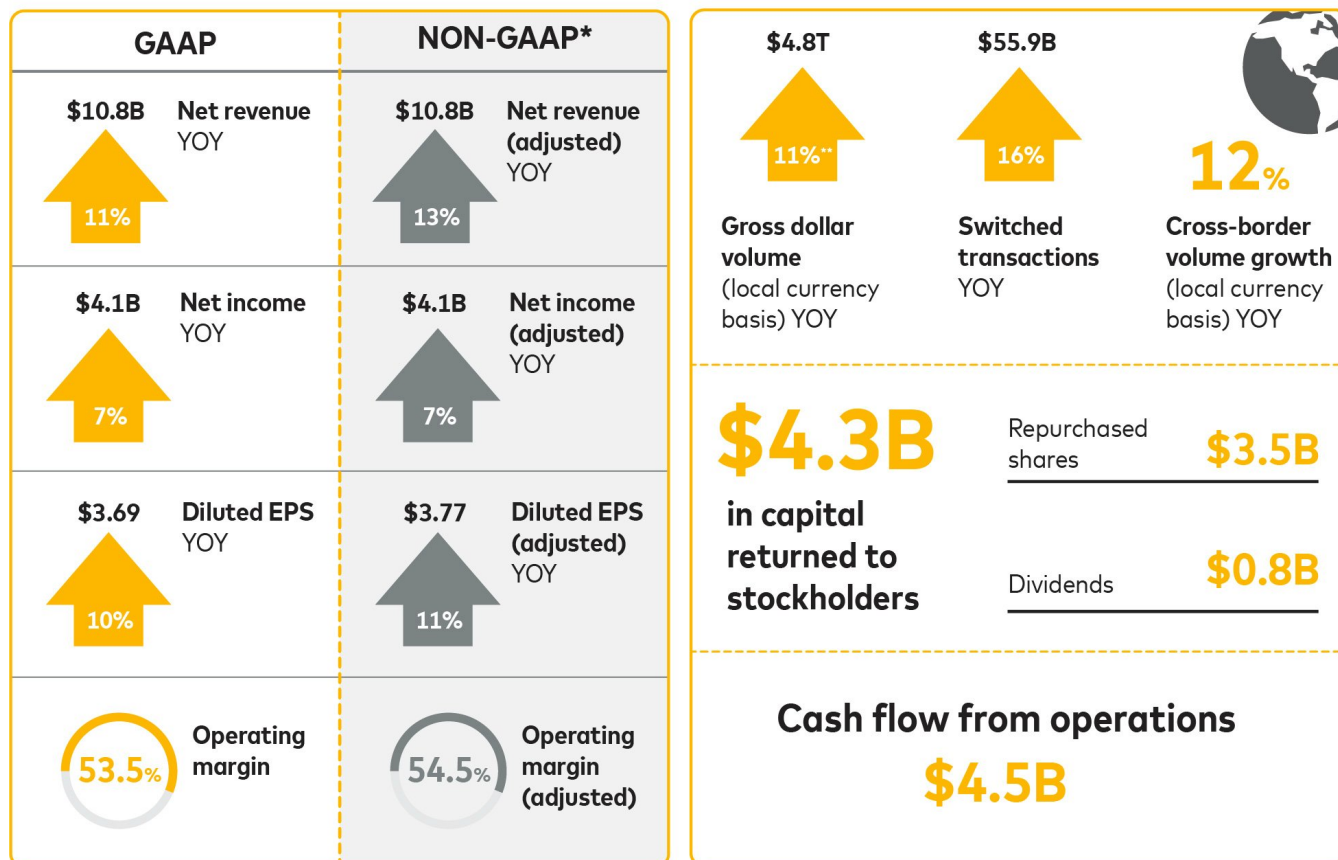 GAAP
NON-GAAP*
$10.8B
Net revenue
YOY
11%
$10.8B
Net revenue
(adjusted)
YOY
13%
$4.1B
Net income
YOY
7%
$4.1B
Net income
(adjusted)
YOY
7%
$3.69
Diluted EPS
YOY
10%
$3.77
Diluted EPS
(adjusted)
YOY
11%
53.5%
Operating
margin
54.5%
Operating
margin
(adjusted)
$4.8T
11%**
Gross dollar
volume
(local currency
basis) YOY
$55.9B
16%
Switched
transactions
YOY
12%
Cross-border
volume growth
(local currency
basis) YOY
$4.3B
in capital
returned to
stockholders
Repurchased
shares
$3.5B
Dividends
$0.8B
Cash flow from operations
$4.5B